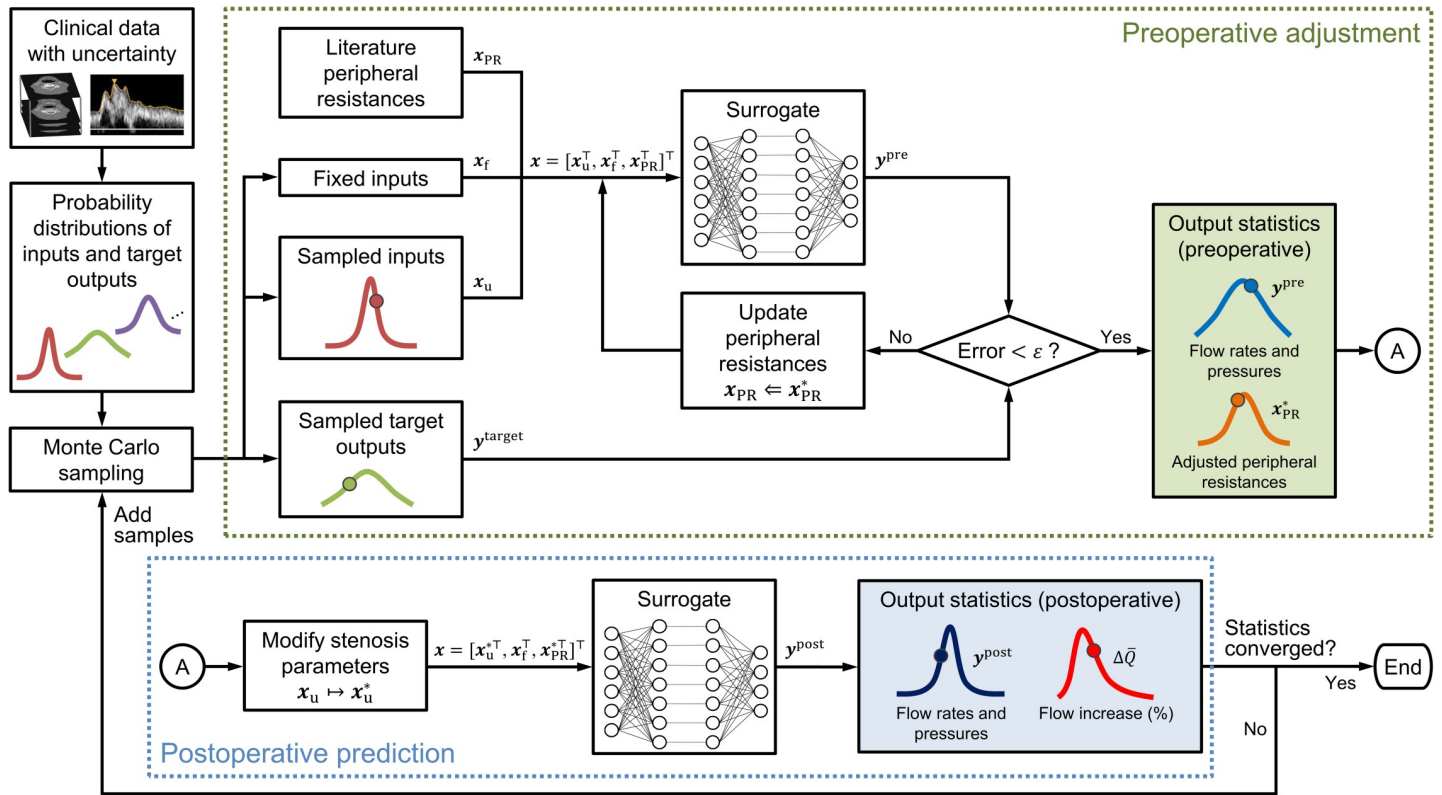 Clinical data
with uncertainty
Probability
distributions of
inputs and target
outputs
...
Monte Carlo
sampling
Add
samples
Preoperative adjustment
Literature
peripheral
resistances
x_PR
Fixed inputs
x_f
Sampled inputs
x_u
Sampled target
outputs
y^target
x = [x_u^⊤, x_f^⊤, x_PR^⊤]^⊤
Surrogate
y^pre
Update
peripheral
resistances
x_PR ⇐ x*_PR
No
Error < ε ?
Yes
Output statistics
(preoperative)
y^pre
Flow rates and
pressures
x*_PR
Adjusted peripheral
resistances
A
A
Modify stenosis
parameters
x_u ↦ x*_u
x = [x_u^*⊤, x_f^⊤, x_PR^*⊤]^⊤
Surrogate
y^post
Output statistics (postoperative)
y^post
Flow rates and
pressures
ΔQ̄
Flow increase (%)
Statistics
converged?
Yes
End
No
Postoperative prediction